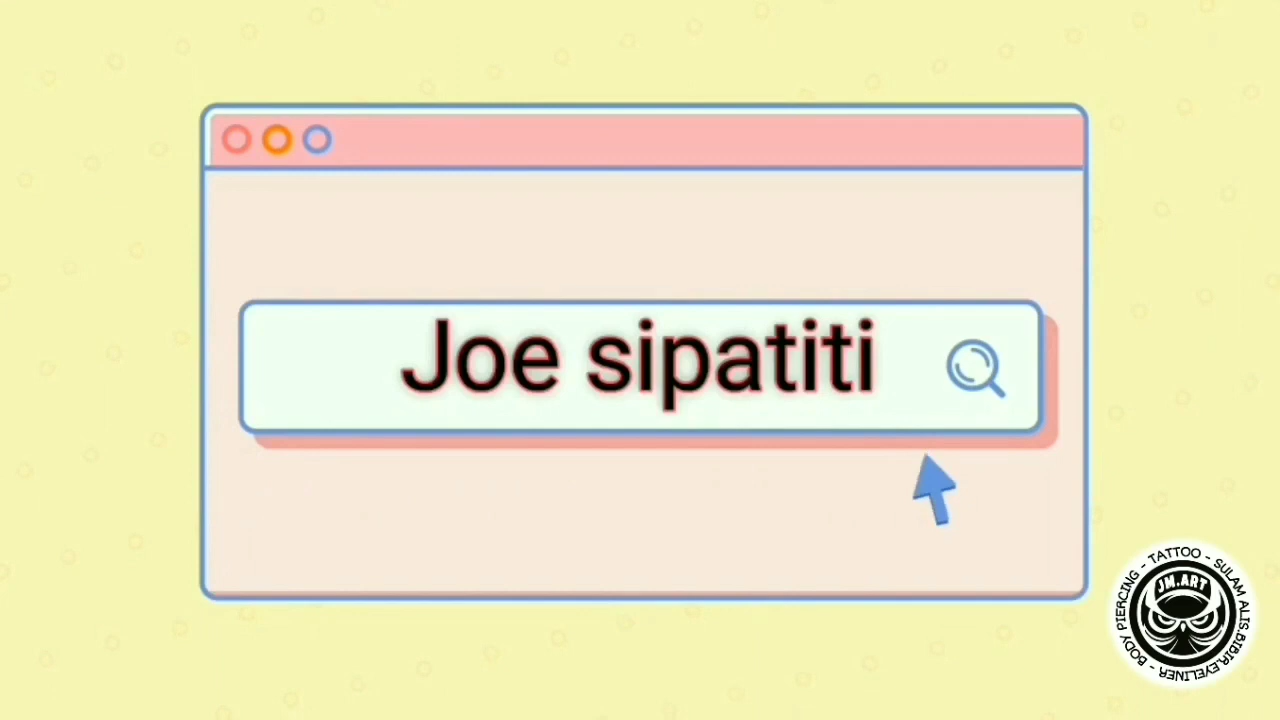 Joe sipatiti
JM.ART
BODY PIERCING - TATTOO - SULAM ALIS.BIBIR.EYELINER -